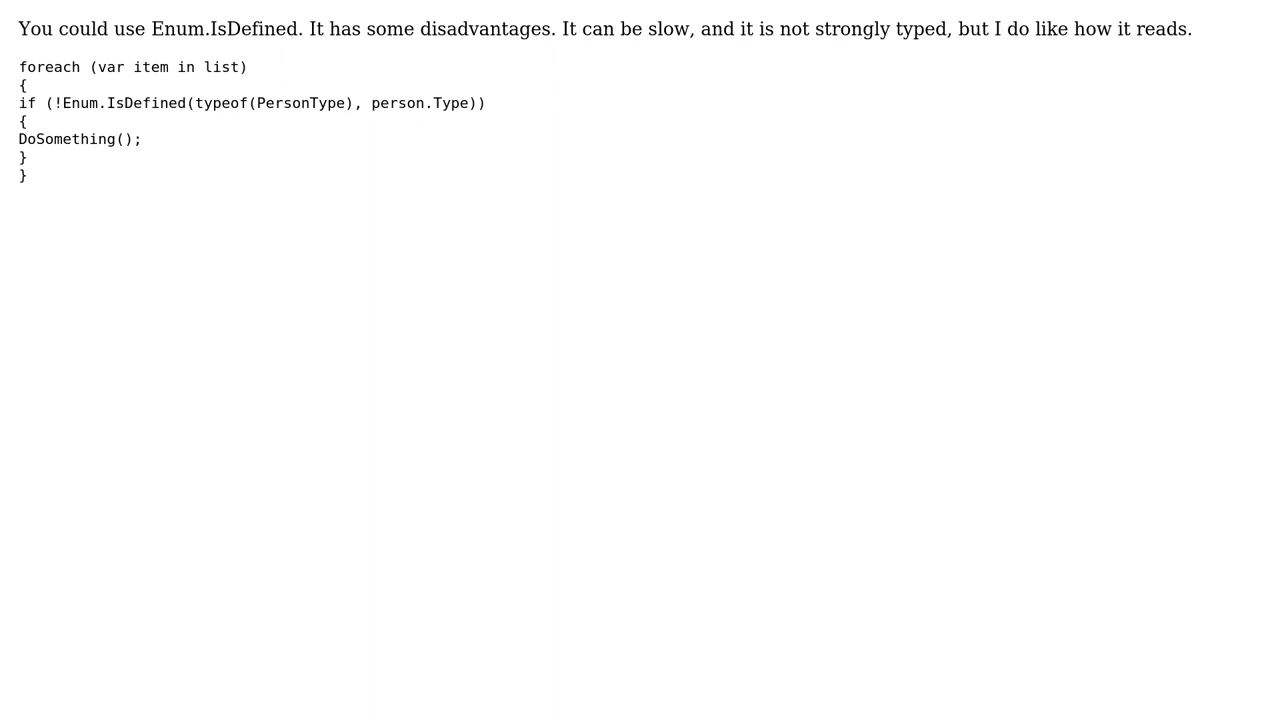 You could use Enum.IsDefined. It has some disadvantages. It can be slow, and it is not strongly typed, but I do like how it reads.
foreach (var item in list)
{
if (!Enum.IsDefined(typeof(PersonType), person.Type))
{
DoSomething();
}
}